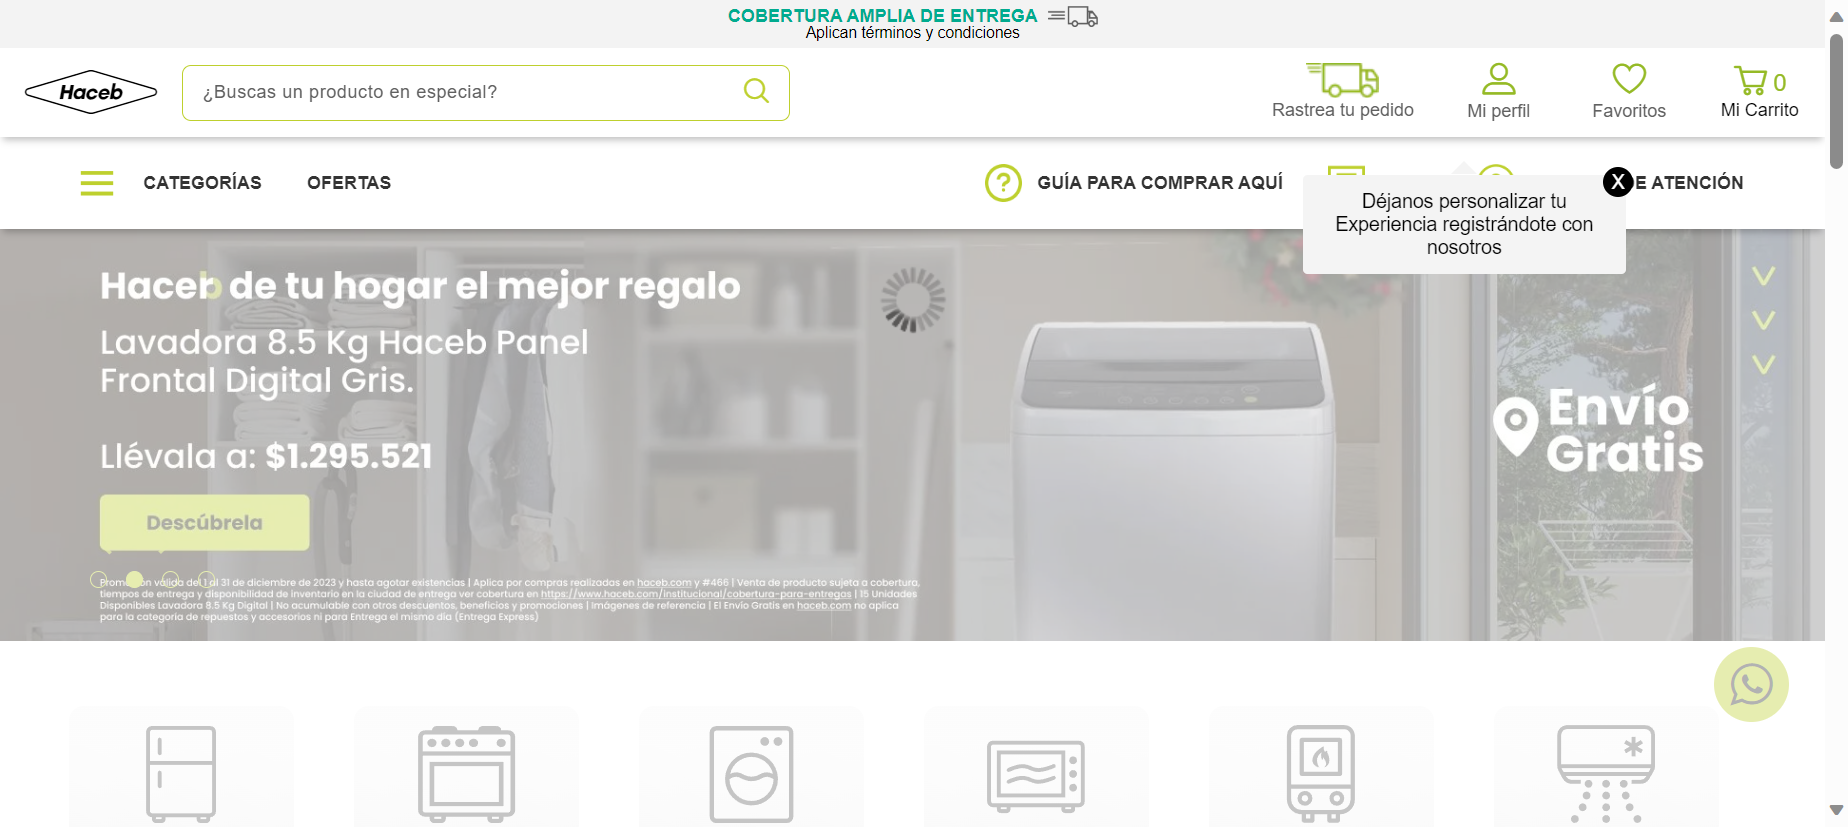 COBERTURA AMPLIA DE ENTREGA
Aplican términos y condiciones
Haceb
¿Buscas un producto en especial?
Rastrea tu pedido
Mi perfil
Favoritos
0
Mi Carrito
CATEGORÍAS
OFERTAS
GUÍA PARA COMPRAR AQUÍ
E ATENCIÓN
X
Déjanos personalizar tu
Experiencia registrándote con
nosotros
Haceb de tu hogar el mejor regalo
Lavadora 8.5 Kg Haceb Panel
Frontal Digital Gris.
Llévala a: $1.295.521
Descúbrela
Envío
Gratis
Promoción válida del 1 al 31 de diciembre de 2023 y hasta agotar existencias | Aplica por compras realizadas en haceb.com y #466 | Venta de producto sujeta a cobertura,
tiempos de entrega y disponibilidad de inventario en la ciudad de entrega ver cobertura en https://www.haceb.com/institucional/cobertura-para-entregas | 15 Unidades
Disponibles Lavadora 8.5 Kg Digital | No acumulable con otros descuentos, beneficios y promociones | Imágenes de referencia | El Envío Gratis en haceb.com no aplica
para la categoría de repuestos y accesorios ni para Entrega el mismo día (Entrega Express)